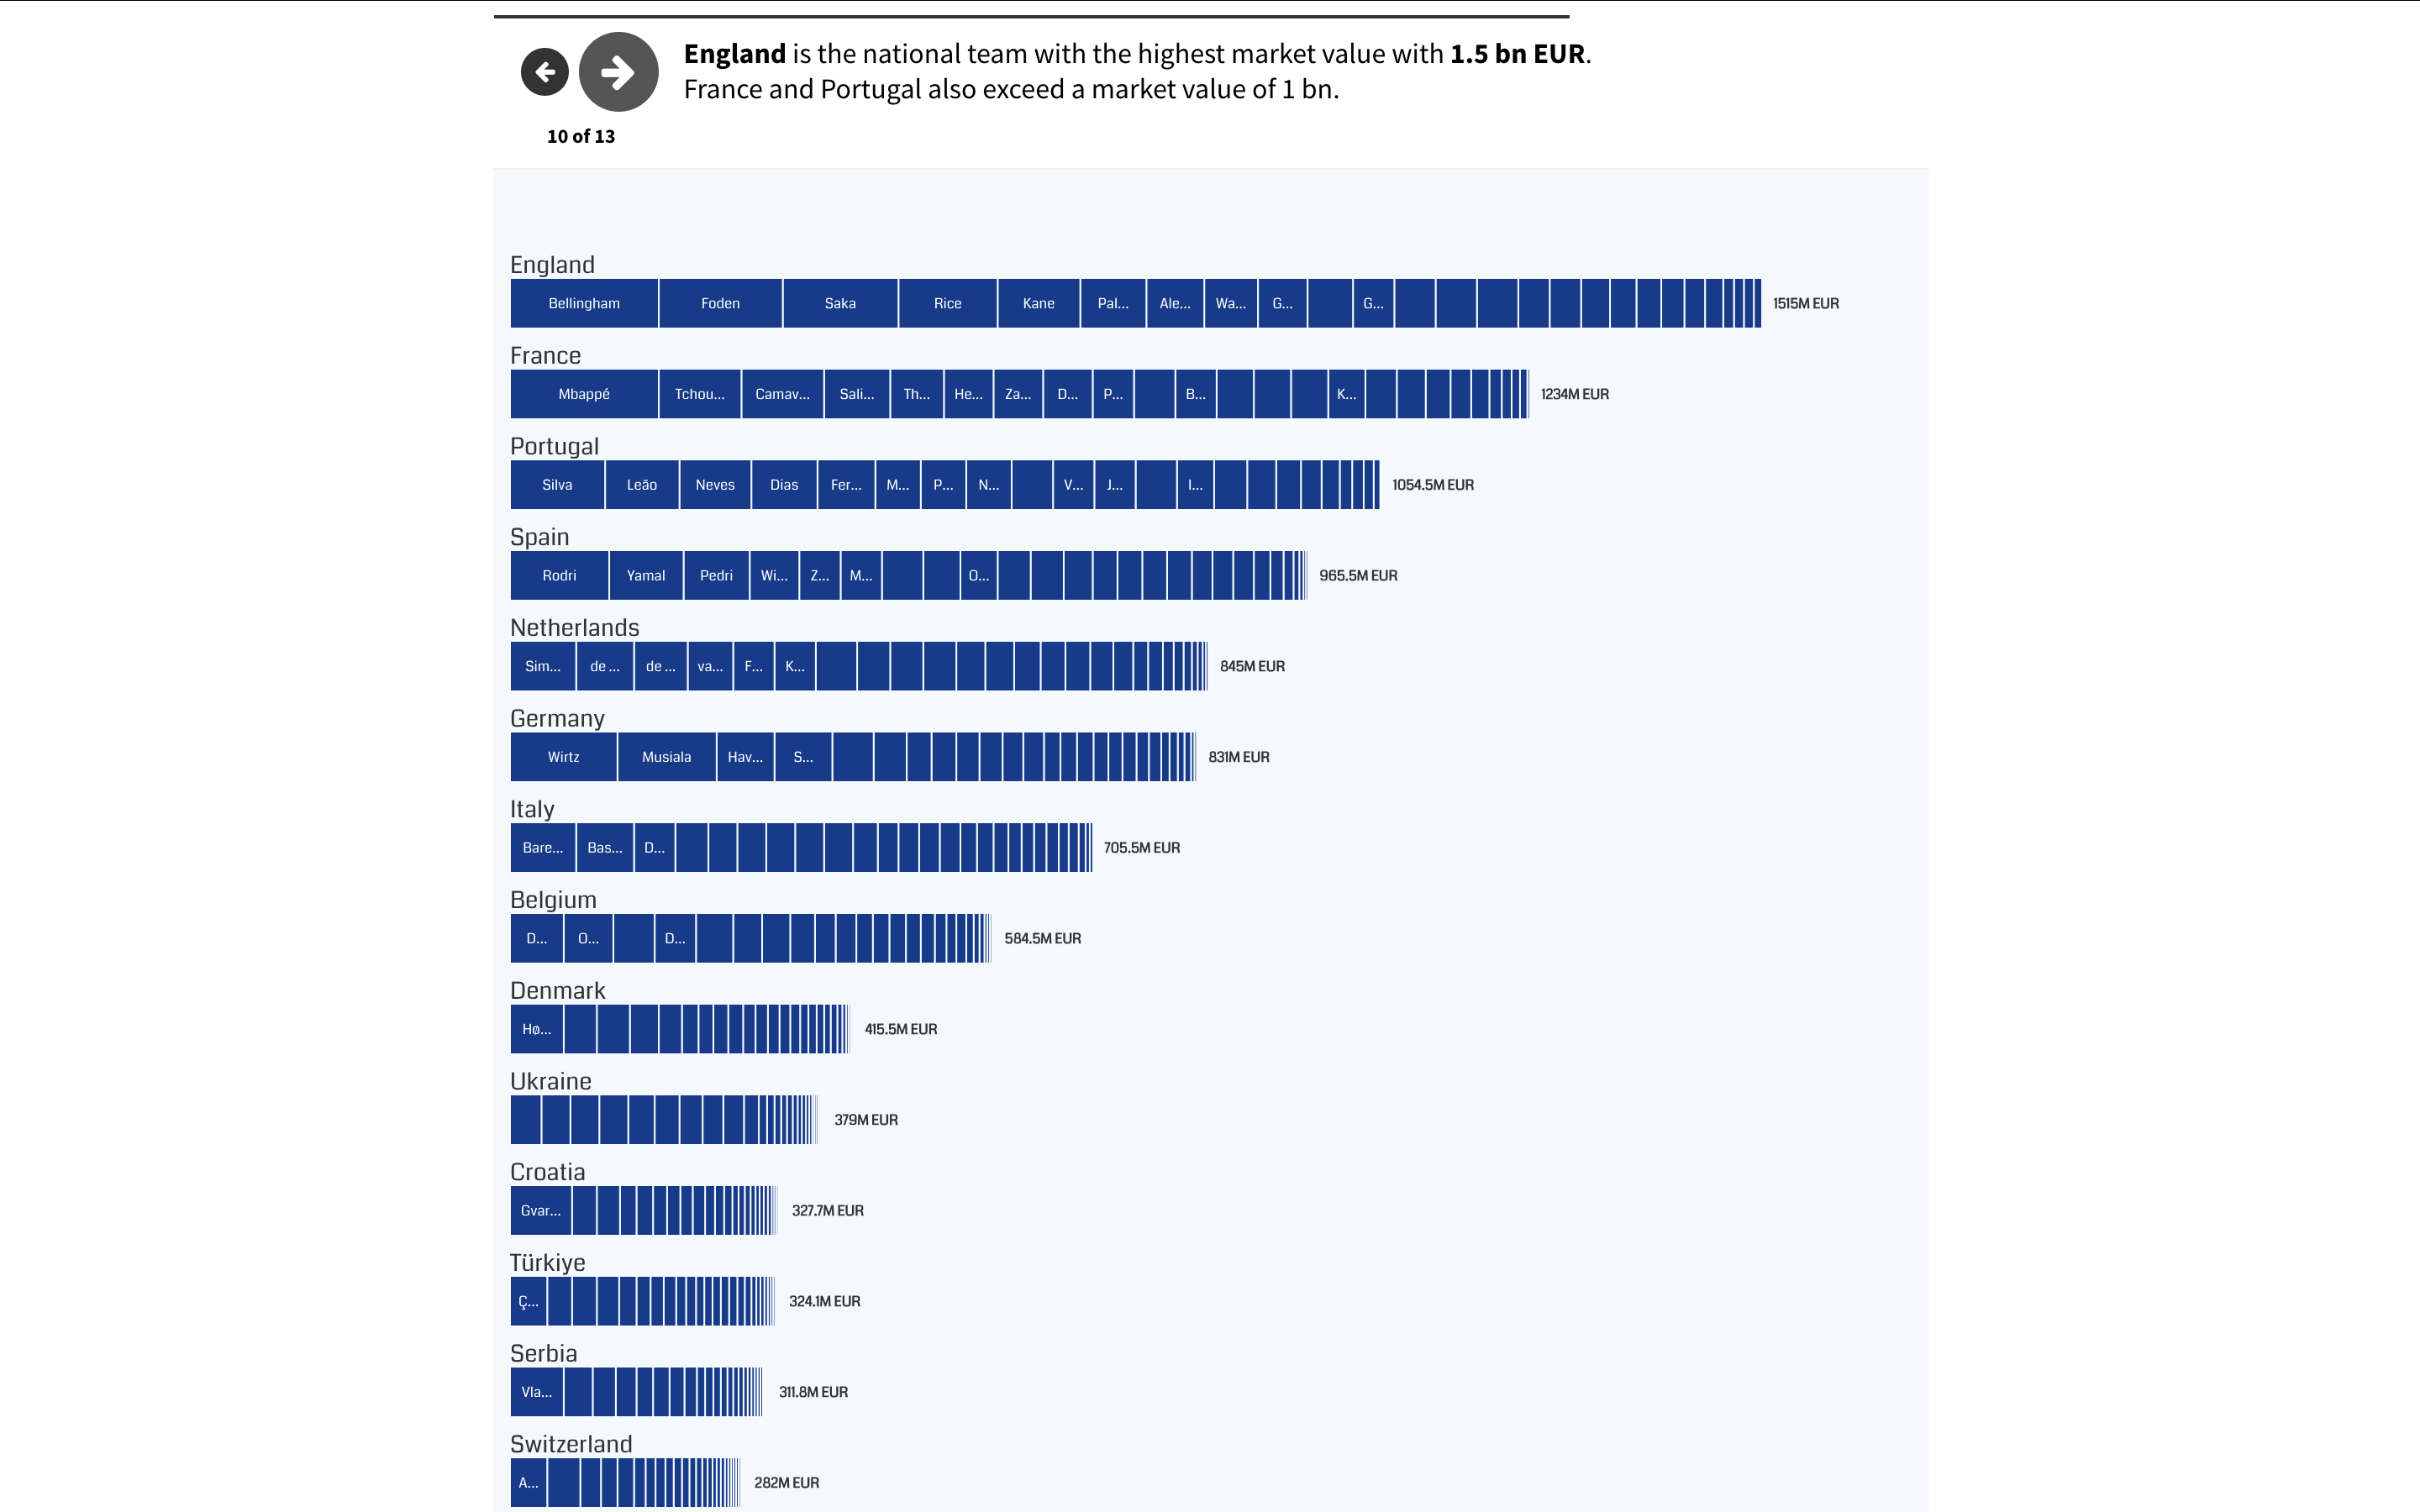 England is the national team with the highest market value with 1.5 bn EUR.
France and Portugal also exceed a market value of 1 bn.
10 of 13
England
Bellingham Foden Saka Rice Kane Pal... Ale... Wa... G... G... 1515M EUR
France
Mbappé Tchou... Camav... Sali... Th... He... Za... D... P... B... K... 1234M EUR
Portugal
Silva Leão Neves Dias Fer... M... P... N... V... J... I... 1054.5M EUR
Spain
Rodri Yamal Pedri Wi... Z... M... O... 965.5M EUR
Netherlands
Sim... de ... de ... va... F... K... 845M EUR
Germany
Wirtz Musiala Hav... S... 831M EUR
Italy
Bare... Bas... D... 705.5M EUR
Belgium
D... O... D... 584.5M EUR
Denmark
Hø... 415.5M EUR
Ukraine
379M EUR
Croatia
Gvar... 327.7M EUR
Türkiye
Ç... 324.1M EUR
Serbia
Vla... 311.8M EUR
Switzerland
A... 282M EUR